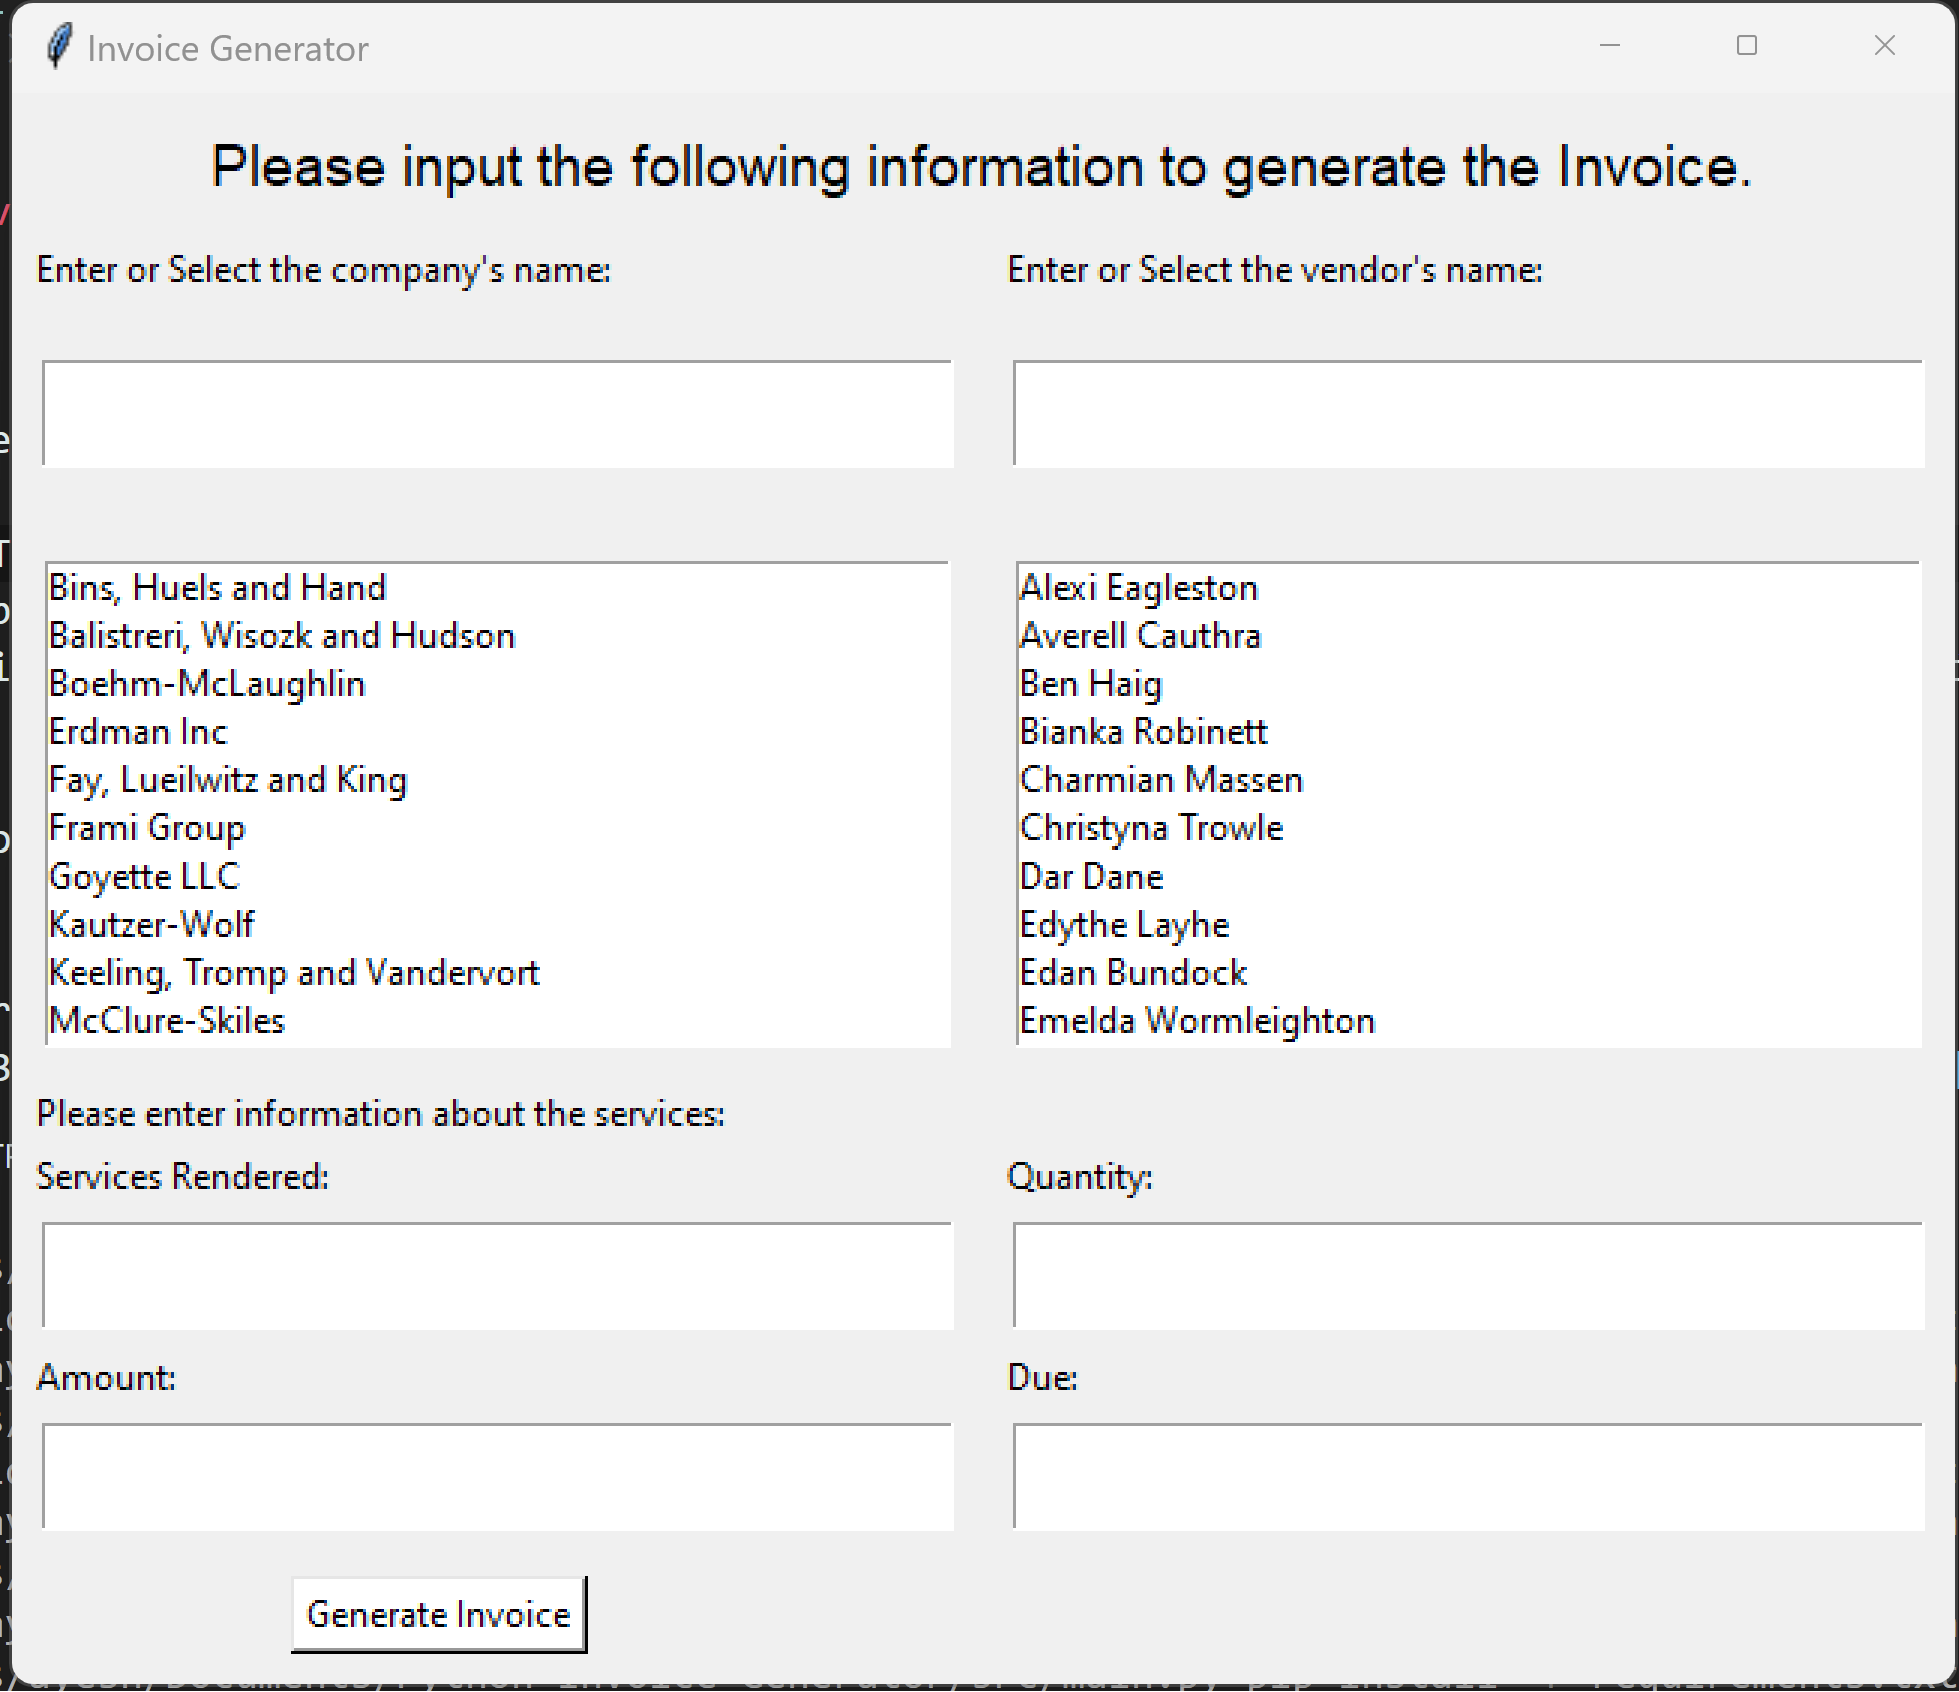 Invoice Generator
Please input the following information to generate the Invoice.
Enter or Select the company's name:
Enter or Select the vendor's name:
Bins, Huels and Hand
Balistreri, Wisozk and Hudson
Boehm-McLaughlin
Erdman Inc
Fay, Lueilwitz and King
Frami Group
Goyette LLC
Kautzer-Wolf
Keeling, Tromp and Vandervort
McClure-Skiles
Alexi Eagleston
Averell Cauthra
Ben Haig
Bianka Robinett
Charmian Massen
Christyna Trowle
Dar Dane
Edythe Layhe
Edan Bundock
Emelda Wormleighton
Please enter information about the services:
Services Rendered:
Quantity:
Amount:
Due:
Generate Invoice